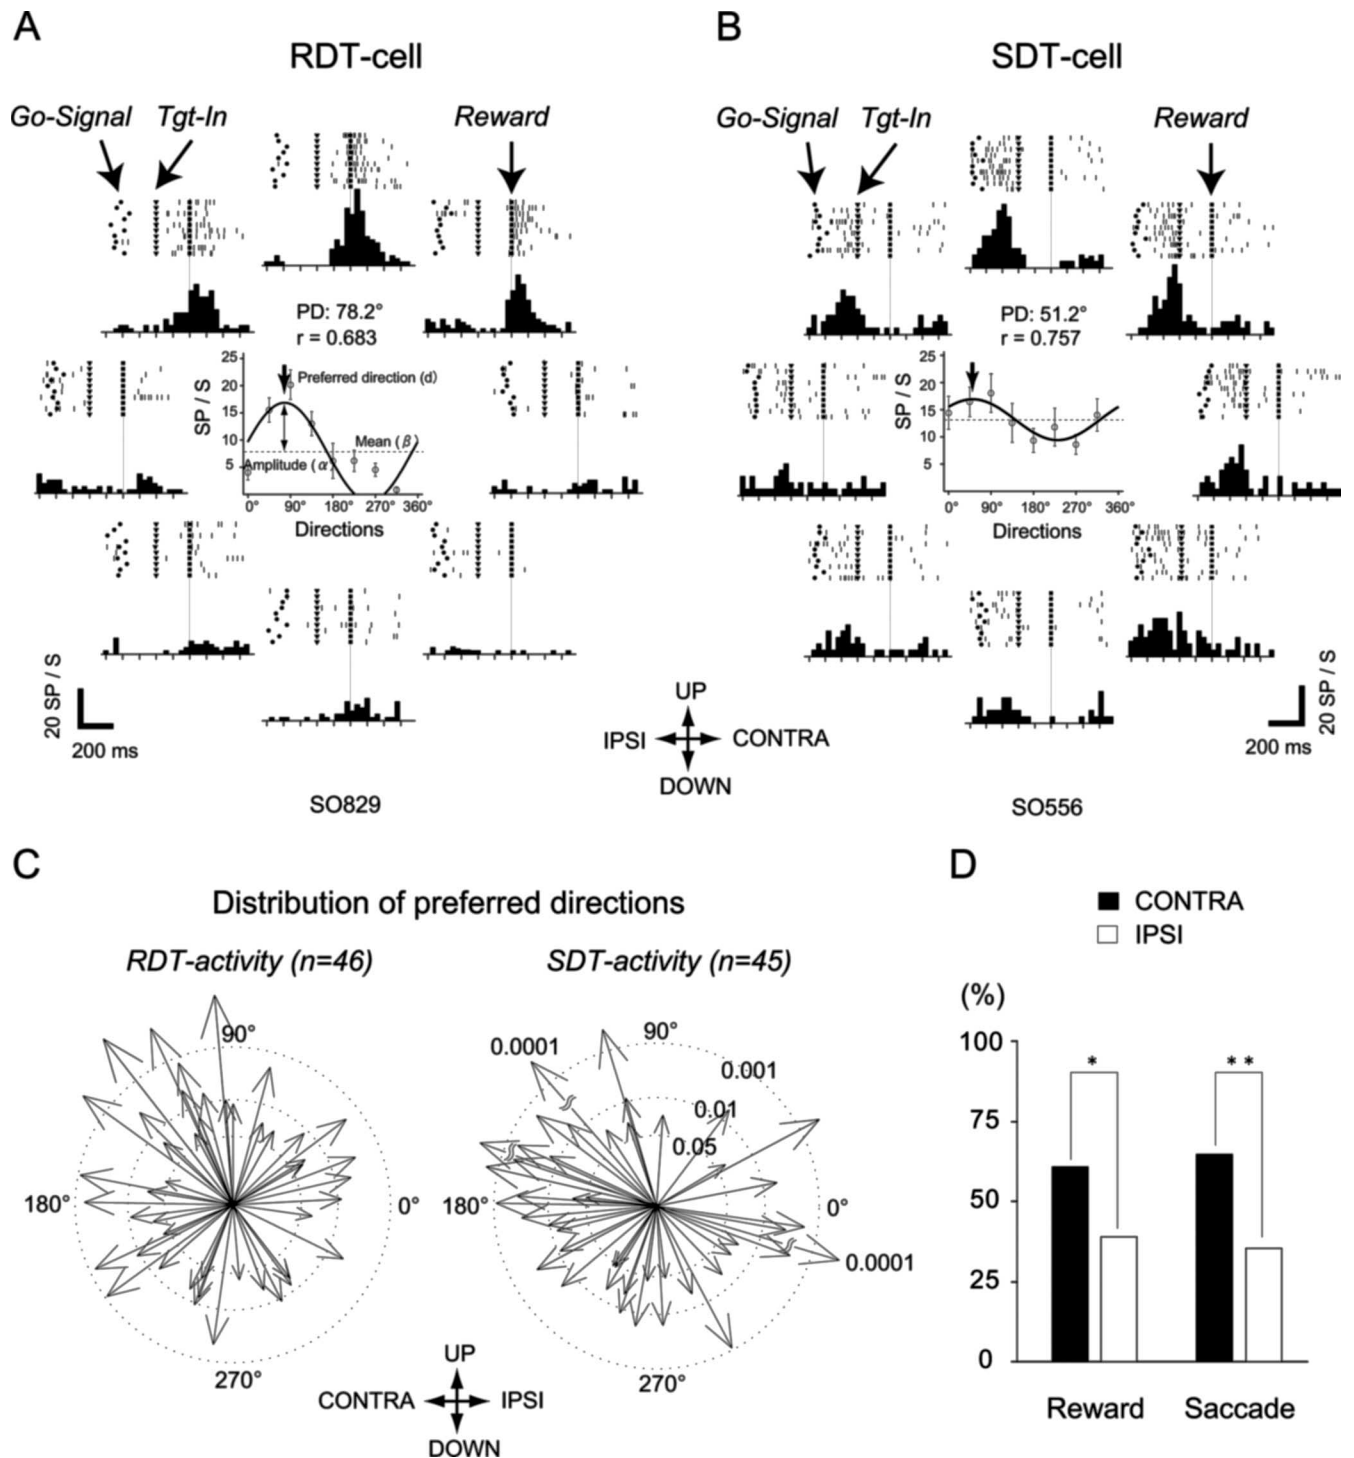 A
RDT-cell
Go-Signal
Tgt-In
Reward
PD: 78.2°
r = 0.683
SP / S
25
20
15
10
5
Preferred direction (d)
Mean (β)
Amplitude (α
0°
90°
180°
270°
360°
Directions
20 SP / S
200 ms
SO829
B
SDT-cell
Go-Signal
Tgt-In
Reward
PD: 51.2°
r = 0.757
SP / S
25
20
15
10
5
0°
90°
180°
270°
360°
Directions
20 SP / S
200 ms
SO556
UP
IPSI
CONTRA
DOWN
C
Distribution of preferred directions
RDT-activity (n=46)
90°
180°
0°
270°
SDT-activity (n=45)
90°
0.0001
0.001
0.01
0.05
180°
0°
0.0001
270°
UP
CONTRA
IPSI
DOWN
D
CONTRA
IPSI
(%)
100
75
50
25
0
*
**
Reward
Saccade